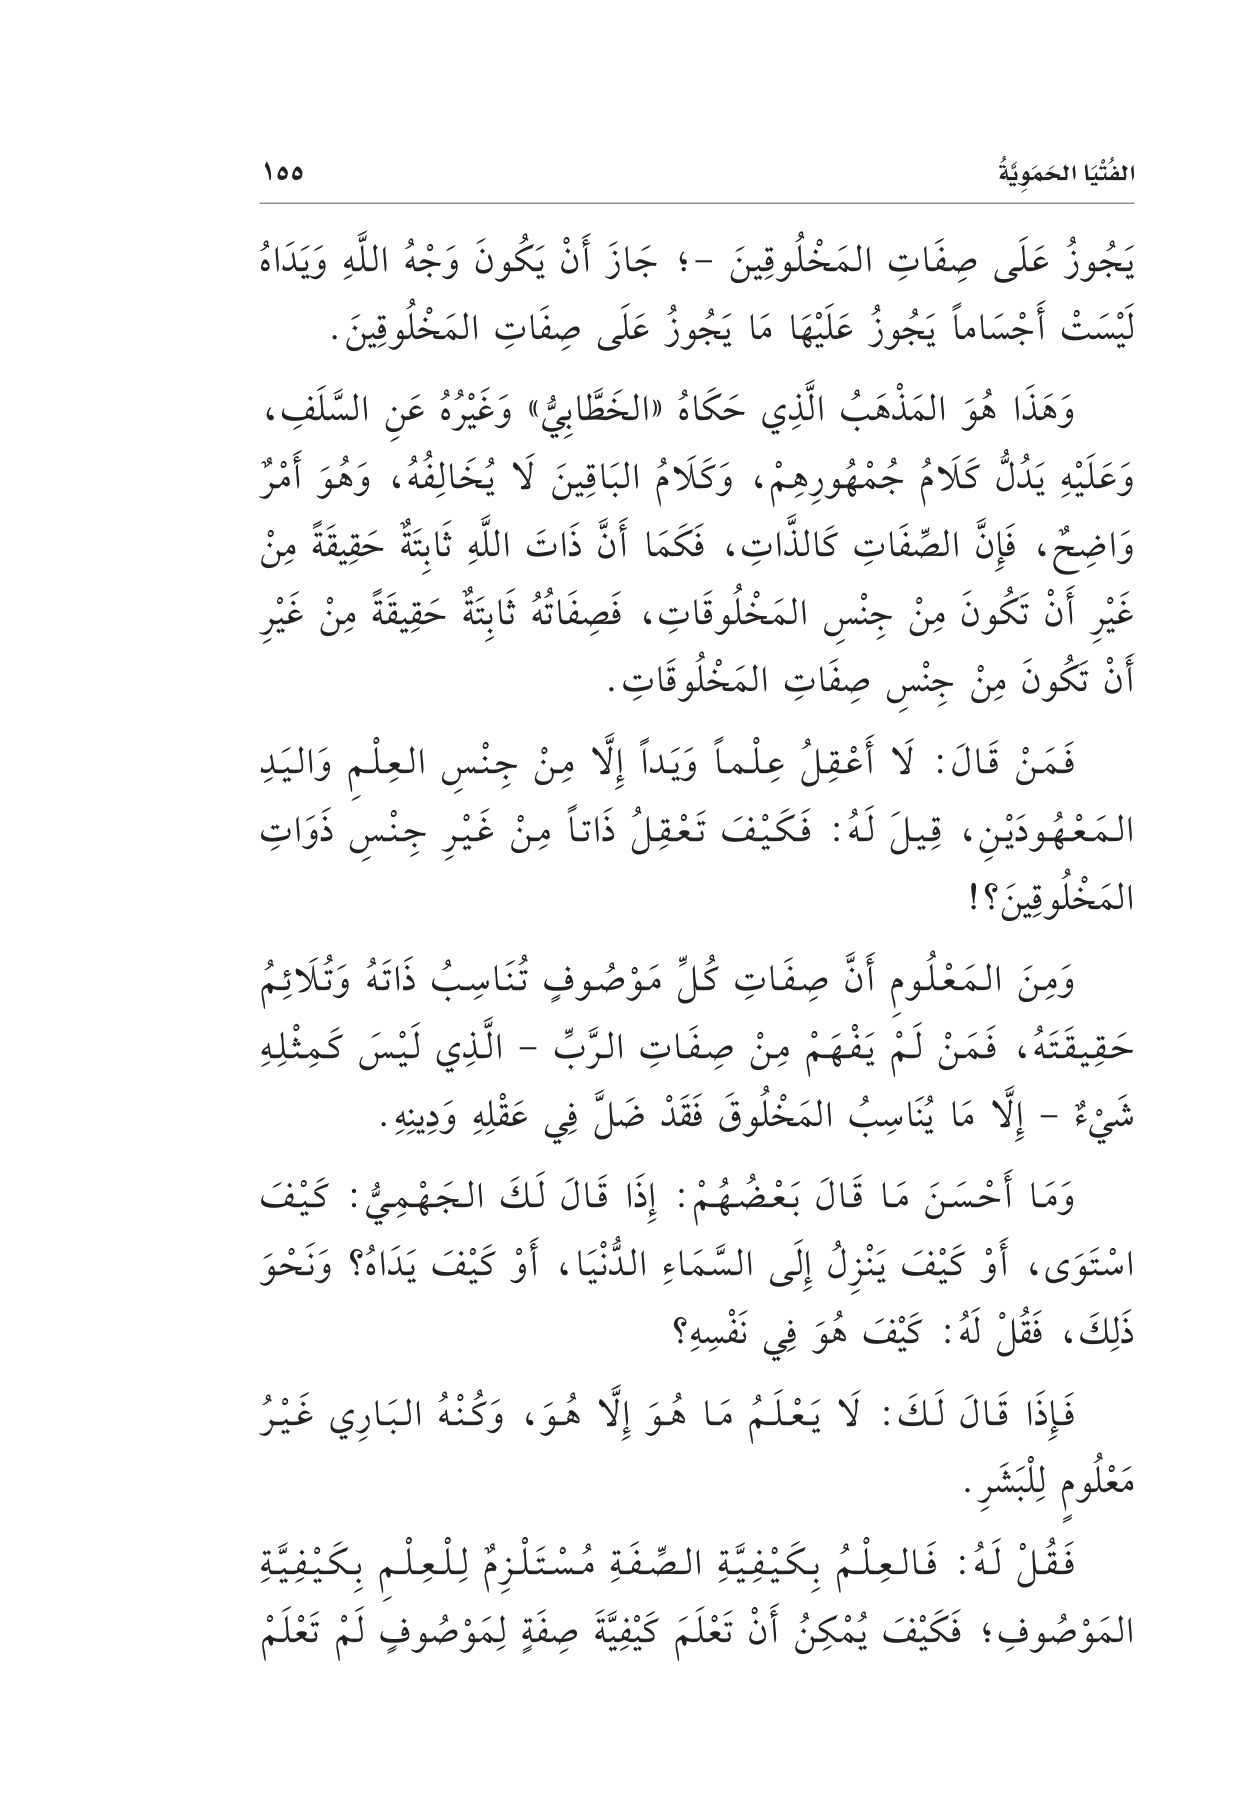 الفُتْيَا الحَمَوِيَّةُ ١٥٥
يَجُوزُ عَلَى صِفَاتِ المَخْلُوقِينَ -؛ جَازَ أَنْ يَكُونَ وَجْهُ اللَّهِ وَيَدَاهُ
لَيْسَتْ أَجْسَاماً يَجُوزُ عَلَيْهَا مَا يَجُوزُ عَلَى صِفَاتِ المَخْلُوقِينَ.
وَهَذَا هُوَ المَذْهَبُ الَّذِي حَكَاهُ «الخَطَّابِيُّ» وَغَيْرُهُ عَنِ السَّلَفِ،
وَعَلَيْهِ يَدُلُّ كَلَامُ جُمْهُورِهِمْ، وَكَلَامُ البَاقِينَ لَا يُخَالِفُهُ، وَهُوَ أَمْرٌ
وَاضِحٌ، فَإِنَّ الصِّفَاتِ كَالذَّاتِ، فَكَمَا أَنَّ ذَاتَ اللَّهِ ثَابِتَةٌ حَقِيقَةً مِنْ
غَيْرِ أَنْ تَكُونَ مِنْ جِنْسِ المَخْلُوقَاتِ، فَصِفَاتُهُ ثَابِتَةٌ حَقِيقَةً مِنْ غَيْرِ
أَنْ تَكُونَ مِنْ جِنْسِ صِفَاتِ المَخْلُوقَاتِ.
فَمَنْ قَالَ: لَا أَعْقِلُ عِلْماً وَيَداً إِلَّا مِنْ جِنْسِ العِلْمِ وَاليَدِ
المَعْهُودَيْنِ، قِيلَ لَهُ: فَكَيْفَ تَعْقِلُ ذَاتاً مِنْ غَيْرِ جِنْسِ ذَوَاتِ
المَخْلُوقِينَ؟!
وَمِنَ المَعْلُومِ أَنَّ صِفَاتِ كُلِّ مَوْصُوفٍ تُنَاسِبُ ذَاتَهُ وَتُلَائِمُ
حَقِيقَتَهُ، فَمَنْ لَمْ يَفْهَمْ مِنْ صِفَاتِ الرَّبِّ - الَّذِي لَيْسَ كَمِثْلِهِ
شَيْءٌ - إِلَّا مَا يُنَاسِبُ المَخْلُوقَ فَقَدْ ضَلَّ فِي عَقْلِهِ وَدِينِهِ.
وَمَا أَحْسَنَ مَا قَالَ بَعْضُهُمْ: إِذَا قَالَ لَكَ الجَهْمِيُّ: كَيْفَ
اسْتَوَى، أَوْ كَيْفَ يَنْزِلُ إِلَى السَّمَاءِ الدُّنْيَا، أَوْ كَيْفَ يَدَاهُ؟ وَنَحْوَ
ذَلِكَ، فَقُلْ لَهُ: كَيْفَ هُوَ فِي نَفْسِهِ؟
فَإِذَا قَالَ لَكَ: لَا يَعْلَمُ مَا هُوَ إِلَّا هُوَ، وَكُنْهُ البَارِي غَيْرُ
مَعْلُومٍ لِلْبَشَرِ.
فَقُلْ لَهُ: فَالعِلْمُ بِكَيْفِيَّةِ الصِّفَةِ مُسْتَلْزِمٌ لِلْعِلْمِ بِكَيْفِيَّةِ
المَوْصُوفِ؛ فَكَيْفَ يُمْكِنُ أَنْ تَعْلَمَ كَيْفِيَّةَ صِفَةٍ لِمَوْصُوفٍ لَمْ تَعْلَمْ